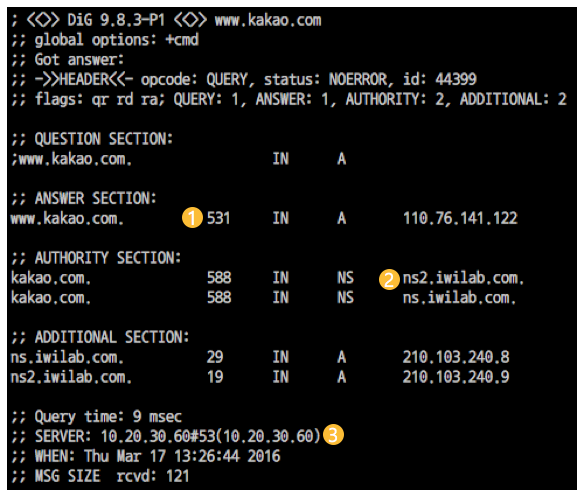 ; <<>> DiG 9.8.3-P1 <<>> www.kakao.com
;; global options: +cmd
;; Got answer:
;; ->>HEADER<<- opcode: QUERY, status: NOERROR, id: 44399
;; flags: qr rd ra; QUERY: 1, ANSWER: 1, AUTHORITY: 2, ADDITIONAL: 2
;; QUESTION SECTION:
;www.kakao.com. IN A
;; ANSWER SECTION:
www.kakao.com. 1 531 IN A 110.76.141.122
;; AUTHORITY SECTION:
kakao.com. 588 IN NS 2 ns2.iwilab.com.
kakao.com. 588 IN NS ns.iwilab.com.
;; ADDITIONAL SECTION:
ns.iwilab.com. 29 IN A 210.103.240.8
ns2.iwilab.com. 19 IN A 210.103.240.9
;; Query time: 9 msec
;; SERVER: 10.20.30.60#53(10.20.30.60) 3
;; WHEN: Thu Mar 17 13:26:44 2016
;; MSG SIZE rcvd: 121